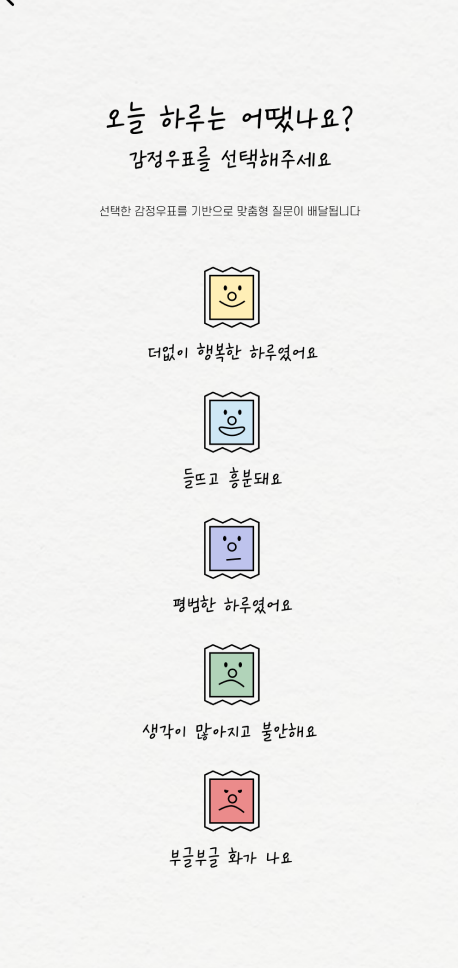 오늘 하루는 어땠나요?
감정우표를 선택해주세요
선택한 감정우표를 기반으로 맞춤형 질문이 배달됩니다
더없이 행복한 하루였어요
들뜨고 흥분돼요
평범한 하루였어요
생각이 많아지고 불안해요
부글부글 화가 나요